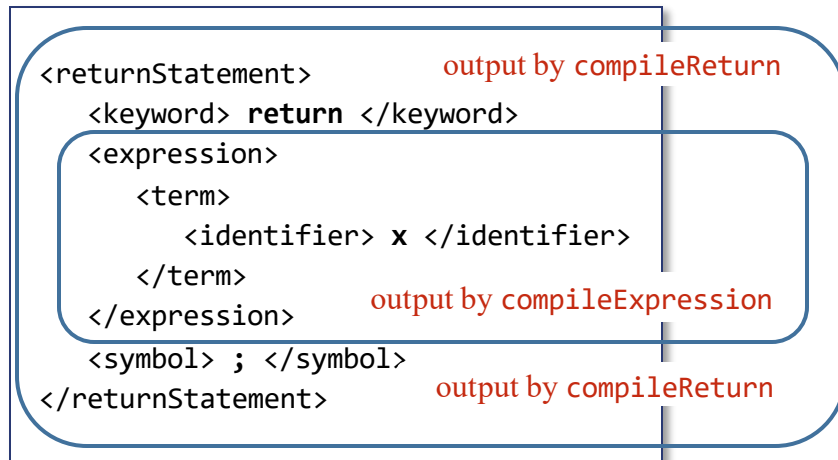 output by compileReturn
<returnStatement>
<keyword> return </keyword>
<expression>
<term>
<identifier> x </identifier>
</term>
output by compileExpression
</expression>
<symbol> ; </symbol>
output by compileReturn
</returnStatement>